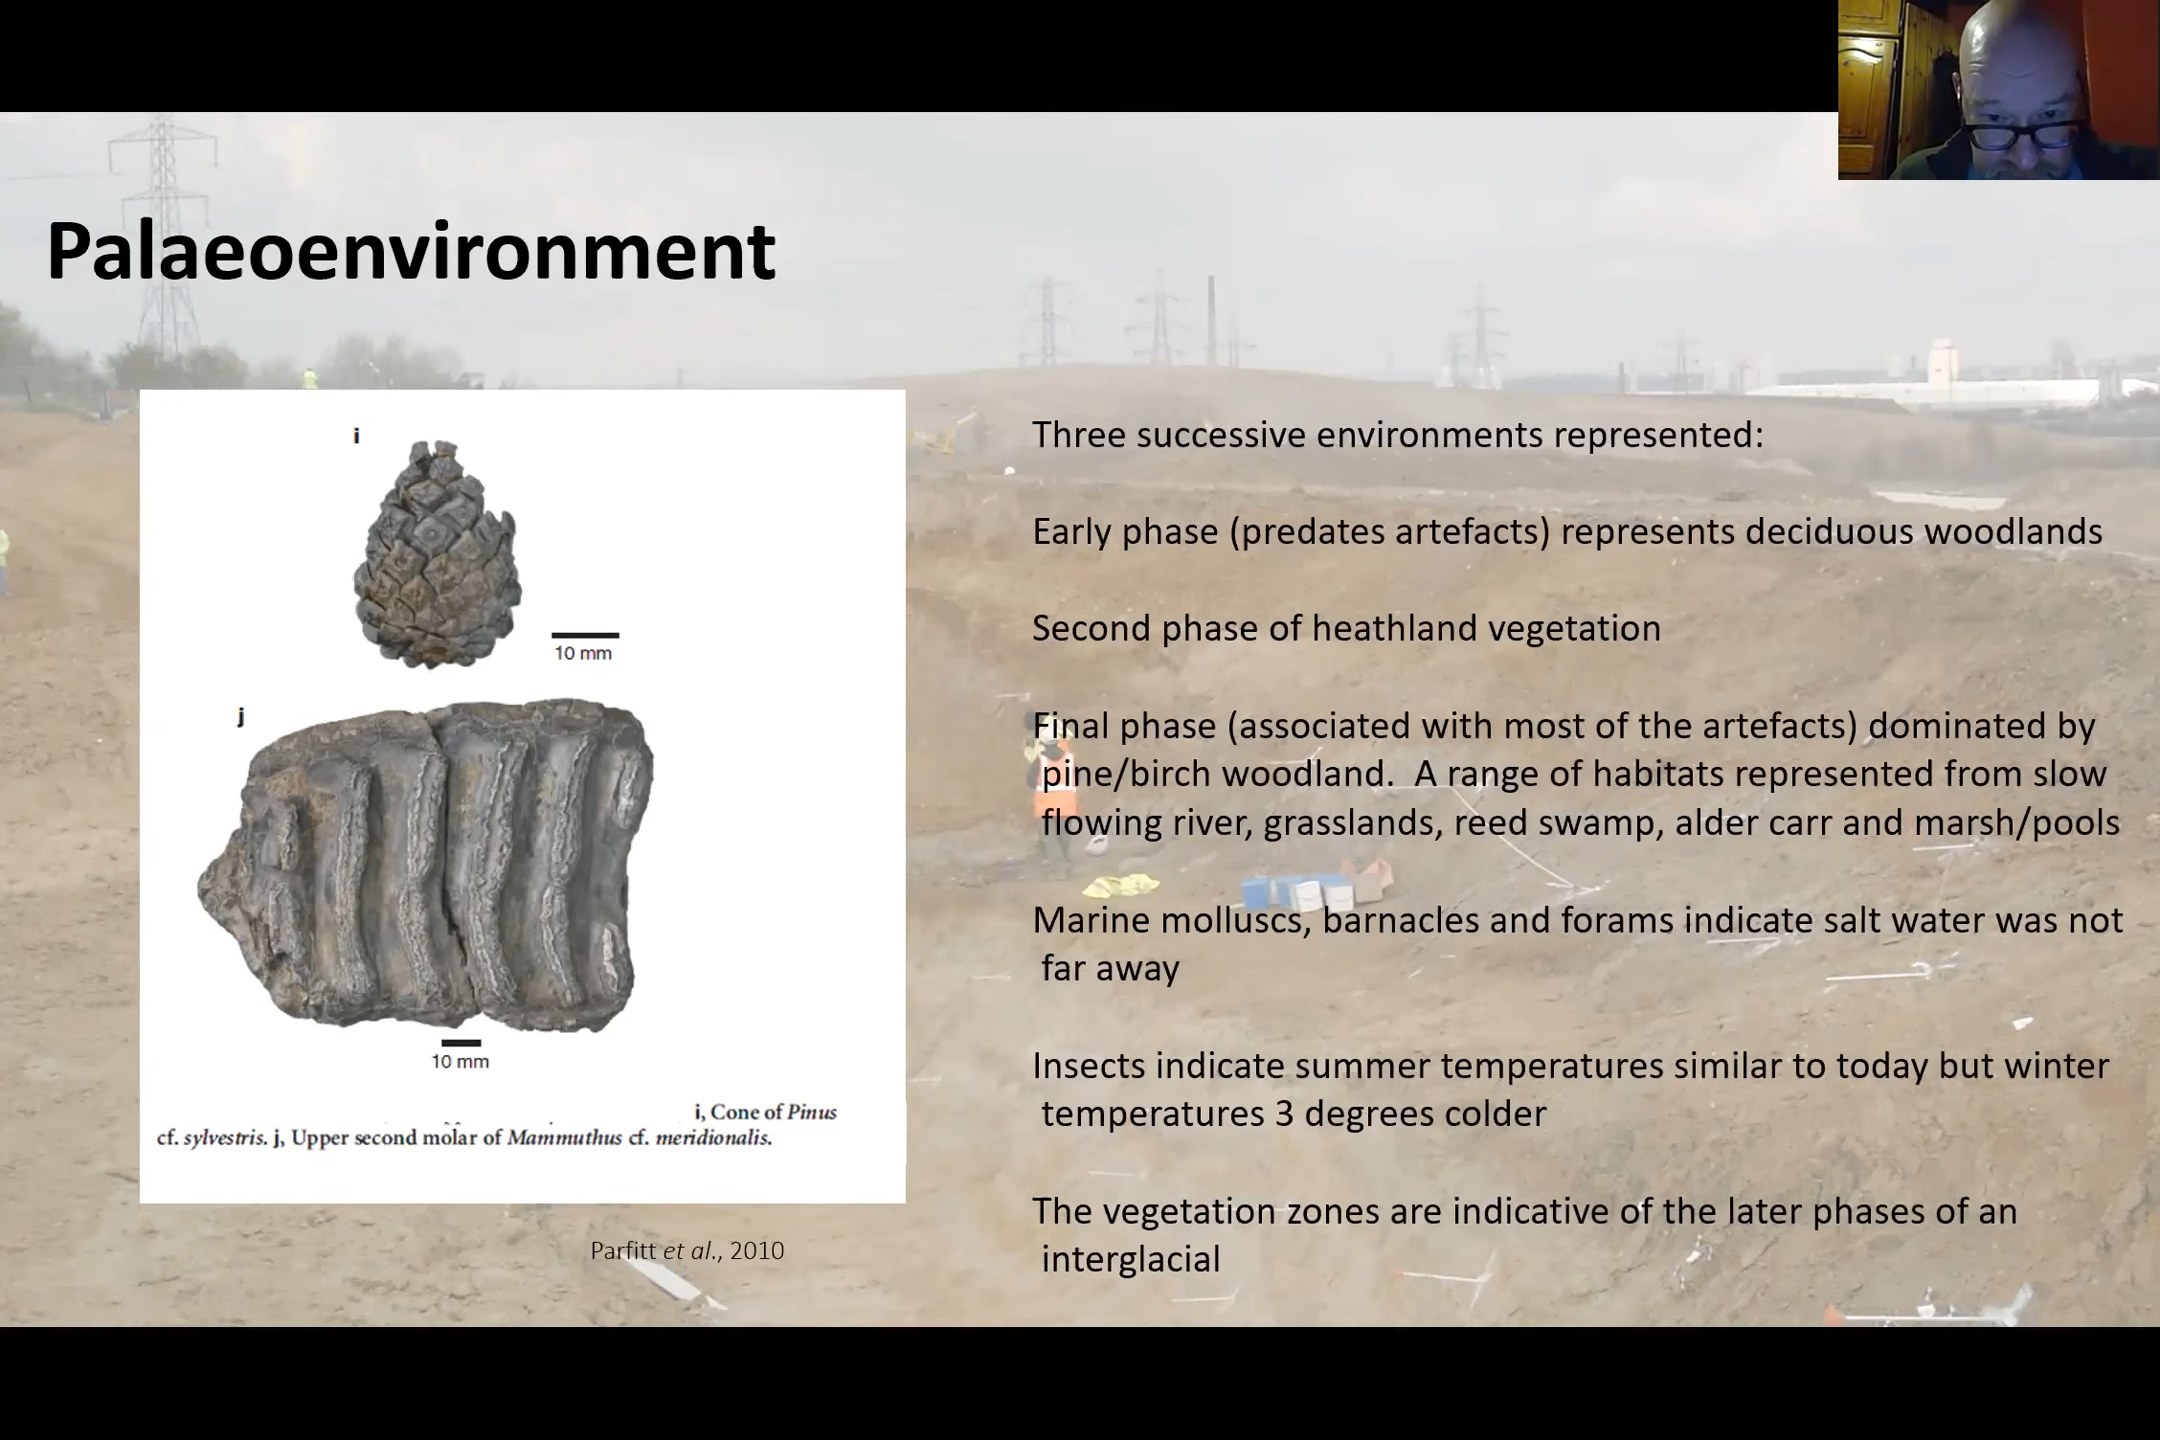 Palaeoenvironment
i
10 mm
j
10 mm
i, Cone of Pinus
cf. sylvestris. j, Upper second molar of Mammuthus cf. meridionalis.
Parfitt et al., 2010
Three successive environments represented:
Early phase (predates artefacts) represents deciduous woodlands
Second phase of heathland vegetation
Final phase (associated with most of the artefacts) dominated by
pine/birch woodland. A range of habitats represented from slow
flowing river, grasslands, reed swamp, alder carr and marsh/pools
Marine molluscs, barnacles and forams indicate salt water was not
far away
Insects indicate summer temperatures similar to today but winter
temperatures 3 degrees colder
The vegetation zones are indicative of the later phases of an
interglacial